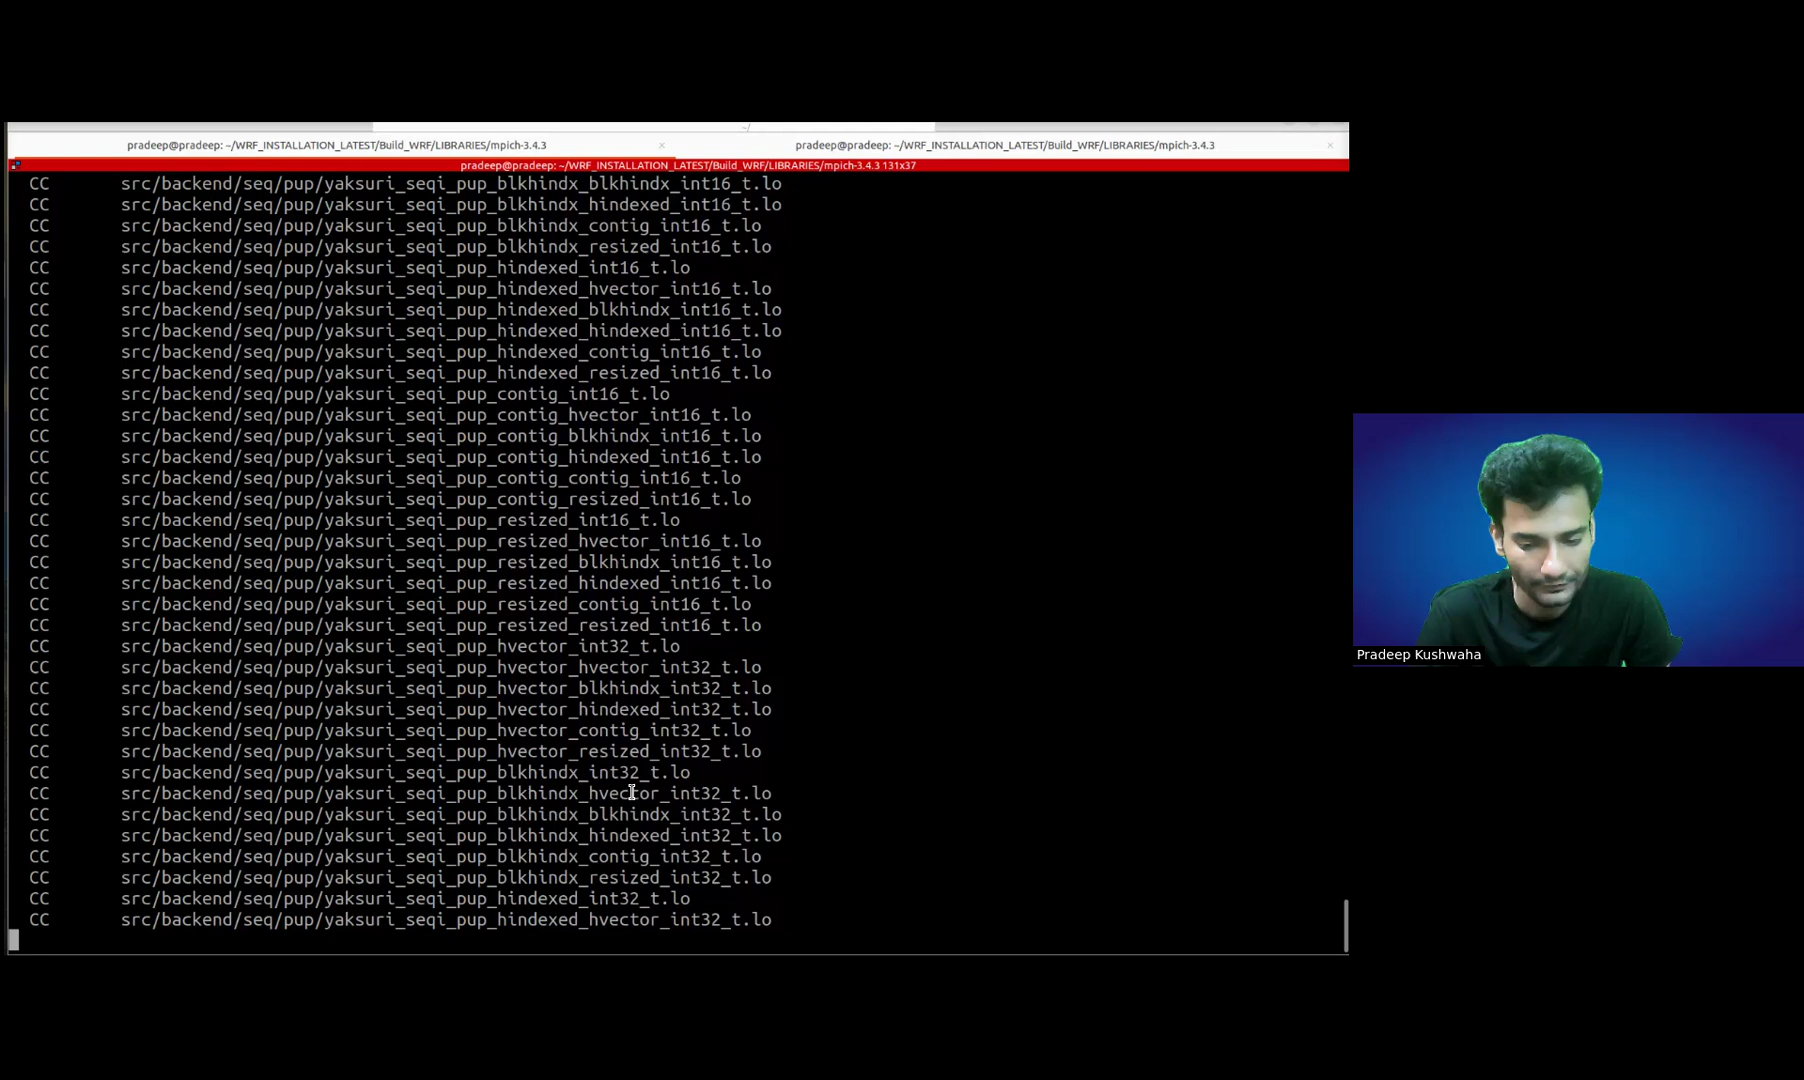 ~/
pradeep@pradeep: ~/WRF_INSTALLATION_LATEST/Build_WRF/LIBRARIES/mpich-3.4.3 × pradeep@pradeep: ~/WRF_INSTALLATION_LATEST/Build_WRF/LIBRARIES/mpich-3.4.3 ×
pradeep@pradeep: ~/WRF_INSTALLATION_LATEST/Build_WRF/LIBRARIES/mpich-3.4.3 131x37
CC src/backend/seq/pup/yaksuri_seqi_pup_blkhindx_blkhindx_int16_t.lo
CC src/backend/seq/pup/yaksuri_seqi_pup_blkhindx_hindexed_int16_t.lo
CC src/backend/seq/pup/yaksuri_seqi_pup_blkhindx_contig_int16_t.lo
CC src/backend/seq/pup/yaksuri_seqi_pup_blkhindx_resized_int16_t.lo
CC src/backend/seq/pup/yaksuri_seqi_pup_hindexed_int16_t.lo
CC src/backend/seq/pup/yaksuri_seqi_pup_hindexed_hvector_int16_t.lo
CC src/backend/seq/pup/yaksuri_seqi_pup_hindexed_blkhindx_int16_t.lo
CC src/backend/seq/pup/yaksuri_seqi_pup_hindexed_hindexed_int16_t.lo
CC src/backend/seq/pup/yaksuri_seqi_pup_hindexed_contig_int16_t.lo
CC src/backend/seq/pup/yaksuri_seqi_pup_hindexed_resized_int16_t.lo
CC src/backend/seq/pup/yaksuri_seqi_pup_contig_int16_t.lo
CC src/backend/seq/pup/yaksuri_seqi_pup_contig_hvector_int16_t.lo
CC src/backend/seq/pup/yaksuri_seqi_pup_contig_blkhindx_int16_t.lo
CC src/backend/seq/pup/yaksuri_seqi_pup_contig_hindexed_int16_t.lo
CC src/backend/seq/pup/yaksuri_seqi_pup_contig_contig_int16_t.lo
CC src/backend/seq/pup/yaksuri_seqi_pup_contig_resized_int16_t.lo
CC src/backend/seq/pup/yaksuri_seqi_pup_resized_int16_t.lo
CC src/backend/seq/pup/yaksuri_seqi_pup_resized_hvector_int16_t.lo
CC src/backend/seq/pup/yaksuri_seqi_pup_resized_blkhindx_int16_t.lo
CC src/backend/seq/pup/yaksuri_seqi_pup_resized_hindexed_int16_t.lo
CC src/backend/seq/pup/yaksuri_seqi_pup_resized_contig_int16_t.lo
CC src/backend/seq/pup/yaksuri_seqi_pup_resized_resized_int16_t.lo
CC src/backend/seq/pup/yaksuri_seqi_pup_hvector_int32_t.lo
CC src/backend/seq/pup/yaksuri_seqi_pup_hvector_hvector_int32_t.lo
CC src/backend/seq/pup/yaksuri_seqi_pup_hvector_blkhindx_int32_t.lo
CC src/backend/seq/pup/yaksuri_seqi_pup_hvector_hindexed_int32_t.lo
CC src/backend/seq/pup/yaksuri_seqi_pup_hvector_contig_int32_t.lo
CC src/backend/seq/pup/yaksuri_seqi_pup_hvector_resized_int32_t.lo
CC src/backend/seq/pup/yaksuri_seqi_pup_blkhindx_int32_t.lo
CC src/backend/seq/pup/yaksuri_seqi_pup_blkhindx_hvector_int32_t.lo
CC src/backend/seq/pup/yaksuri_seqi_pup_blkhindx_blkhindx_int32_t.lo
CC src/backend/seq/pup/yaksuri_seqi_pup_blkhindx_hindexed_int32_t.lo
CC src/backend/seq/pup/yaksuri_seqi_pup_blkhindx_contig_int32_t.lo
CC src/backend/seq/pup/yaksuri_seqi_pup_blkhindx_resized_int32_t.lo
CC src/backend/seq/pup/yaksuri_seqi_pup_hindexed_int32_t.lo
CC src/backend/seq/pup/yaksuri_seqi_pup_hindexed_hvector_int32_t.lo
Pradeep Kushwaha